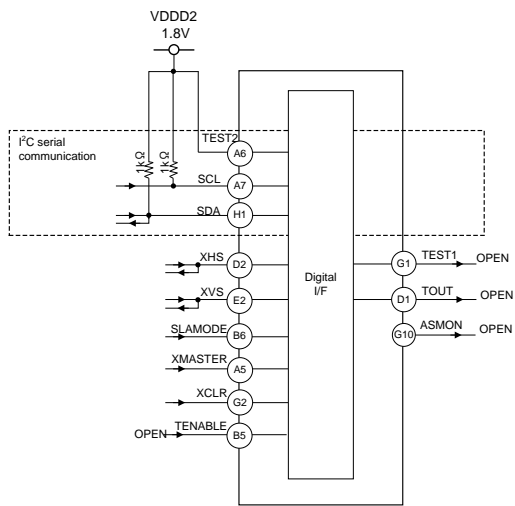 VDDD2
1.8V
I²C serial
communication
1kΩ
1kΩ
TEST2
A6
SCL
A7
SDA
H1
XHS
D2
XVS
E2
SLAMODE
B6
XMASTER
A5
XCLR
G2
OPEN
TENABLE
B5
Digital
I/F
G1
TEST1
OPEN
D1
TOUT
OPEN
G10
ASMON
OPEN